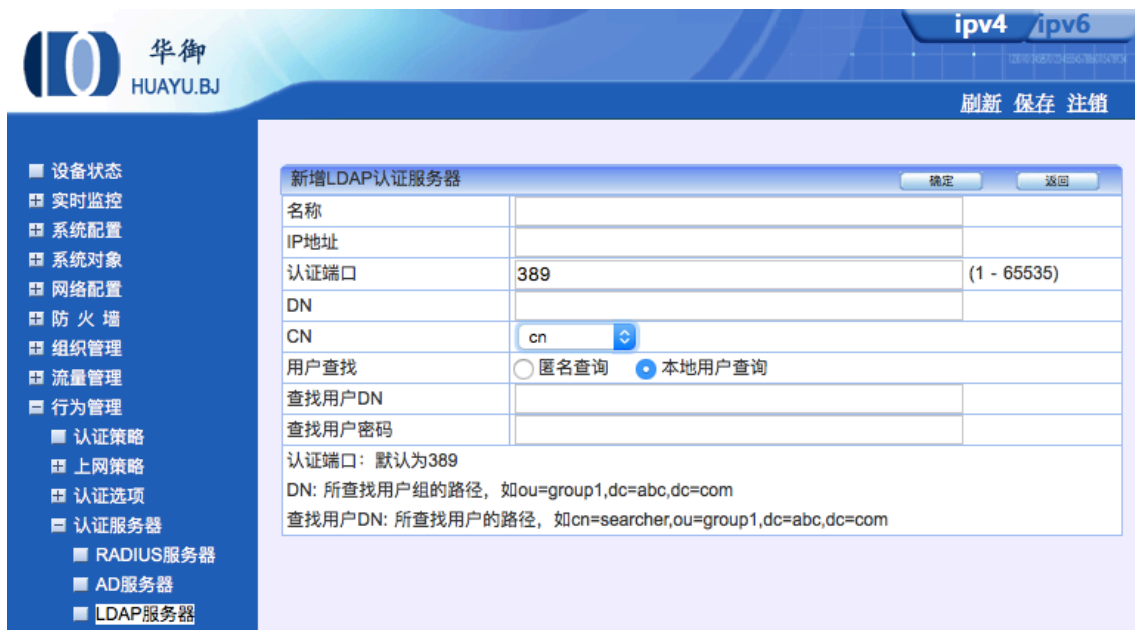 华御
HUAYU.BJ
ipv4 ipv6
刷新 保存 注销
设备状态
实时监控
系统配置
系统对象
网络配置
防 火 墙
组织管理
流量管理
行为管理
认证策略
上网策略
认证选项
认证服务器
RADIUS服务器
AD服务器
LDAP服务器
新增LDAP认证服务器 确定 返回
名称
IP地址
认证端口 389 (1 - 65535)
DN
CN cn
用户查找 匿名查询 本地用户查询
查找用户DN
查找用户密码
认证端口：默认为389
DN: 所查找用户组的路径，如ou=group1,dc=abc,dc=com
查找用户DN: 所查找用户的路径，如cn=searcher,ou=group1,dc=abc,dc=com